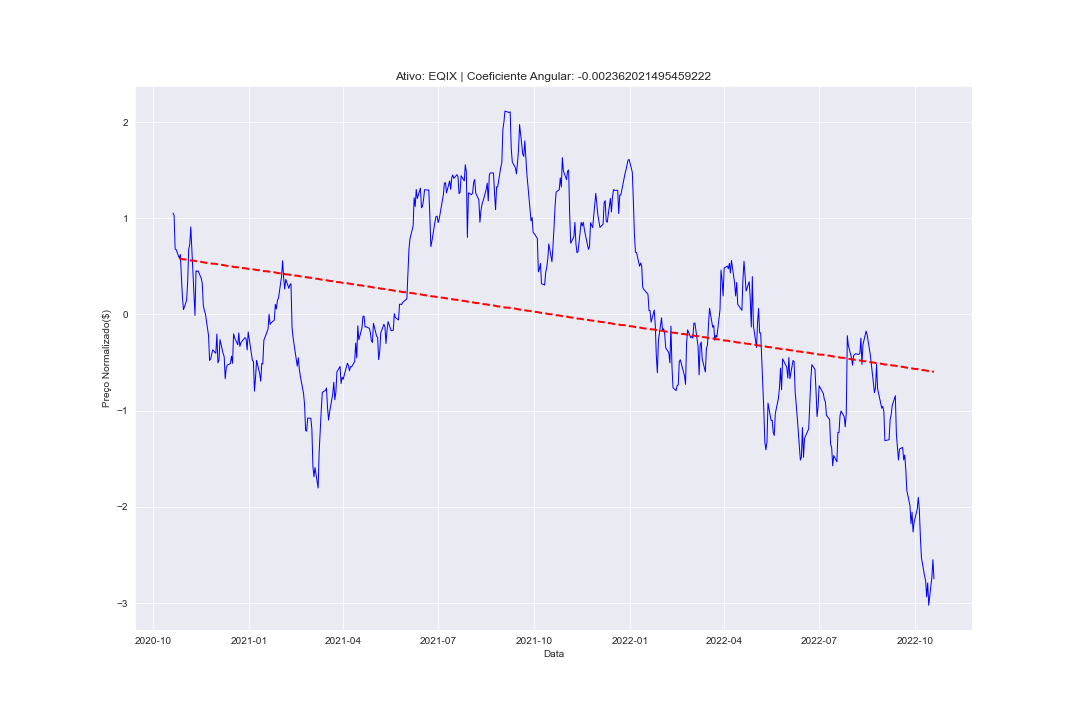 Ativo: EQIX | Coeficiente Angular: -0.002362021495459222
Preço Normalizado($)
2
1
0
−1
−2
−3
2020-10 2021-01 2021-04 2021-07 2021-10 2022-01 2022-04 2022-07 2022-10
Data